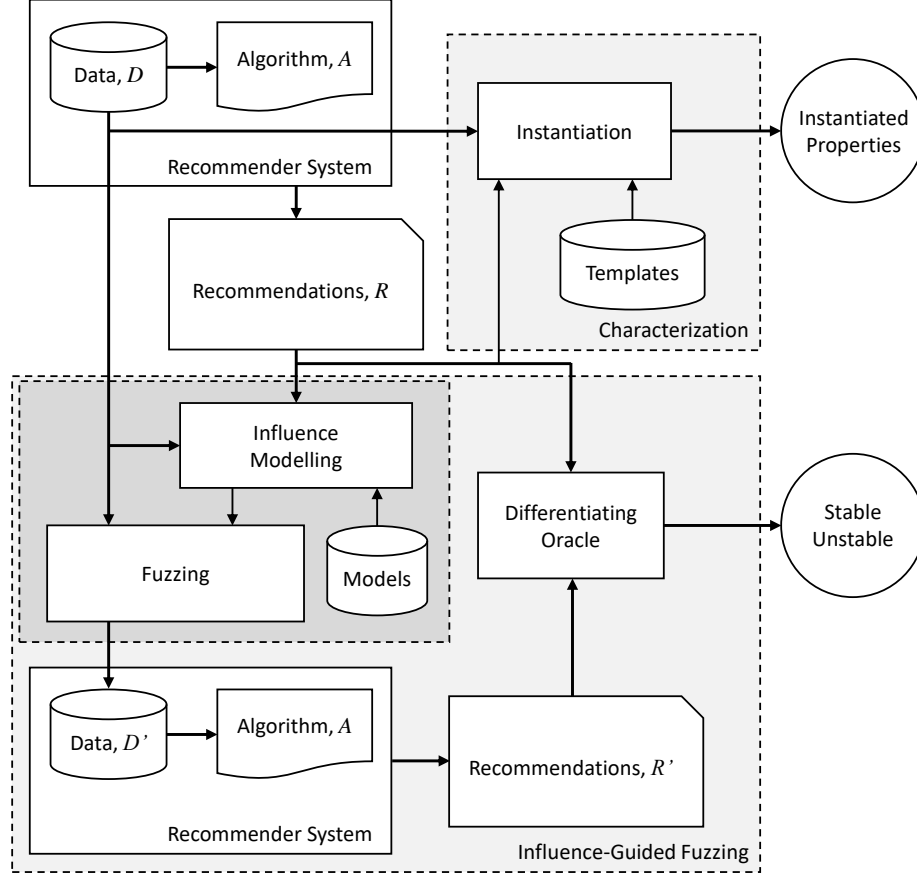 Data, D
Algorithm, A
Recommender System
Instantiation
Templates
Characterization
Instantiated
Properties
Recommendations, R
Influence
Modelling
Fuzzing
Models
Differentiating
Oracle
Stable
Unstable
Data, D’
Algorithm, A
Recommender System
Recommendations, R’
Influence-Guided Fuzzing